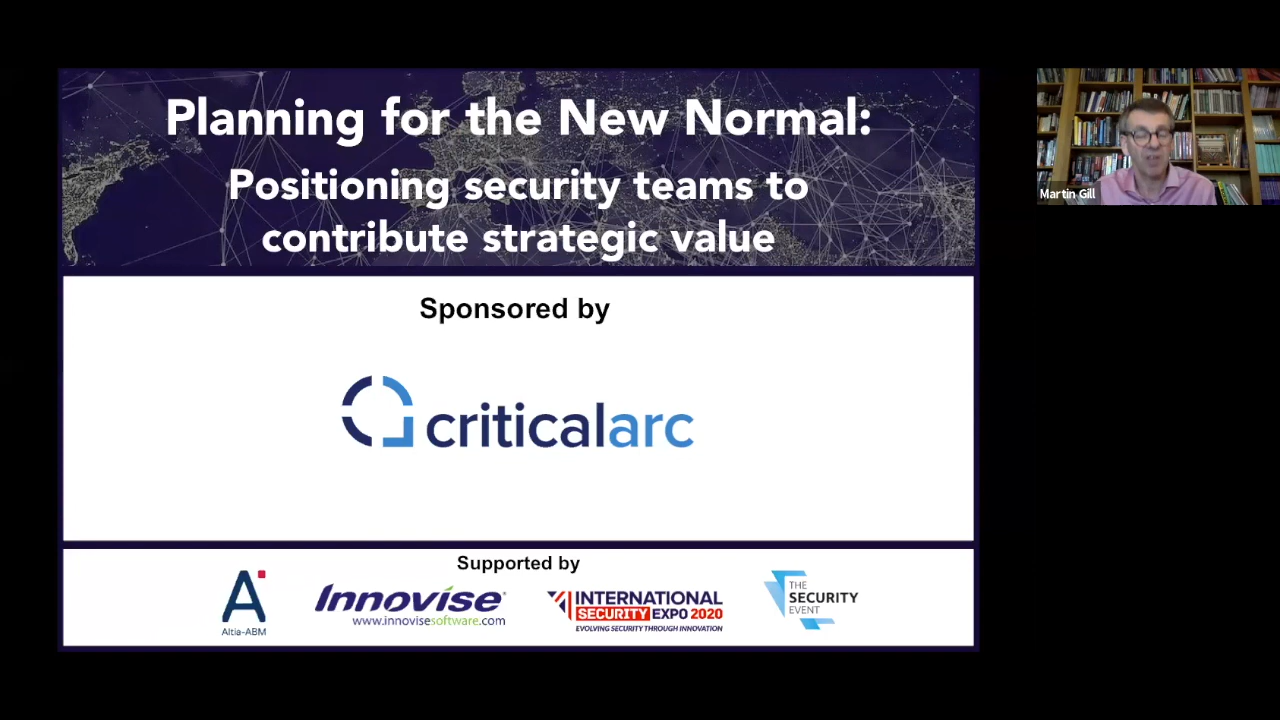 Planning for the New Normal:
Positioning security teams to
contribute strategic value
Martin Gill
Sponsored by
criticalarc
Supported by
Altia-ABM
Innovise
www.innovisesoftware.com
INTERNATIONAL
SECURITY EXPO 2020
EVOLVING SECURITY THROUGH INNOVATION
THE
SECURITY
EVENT